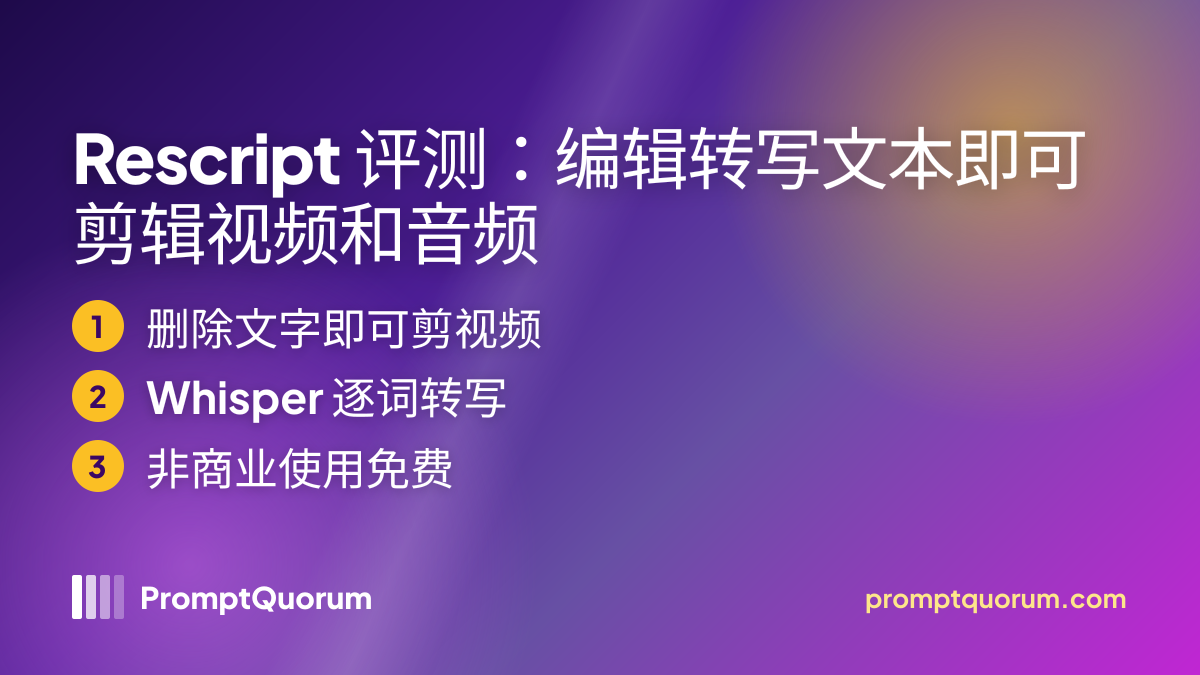 Rescript 评测：编辑转写文本即可
剪辑视频和音频
1 删除文字即可剪视频
2 Whisper 逐词转写
3 非商业使用免费
PromptQuorum
promptquorum.com